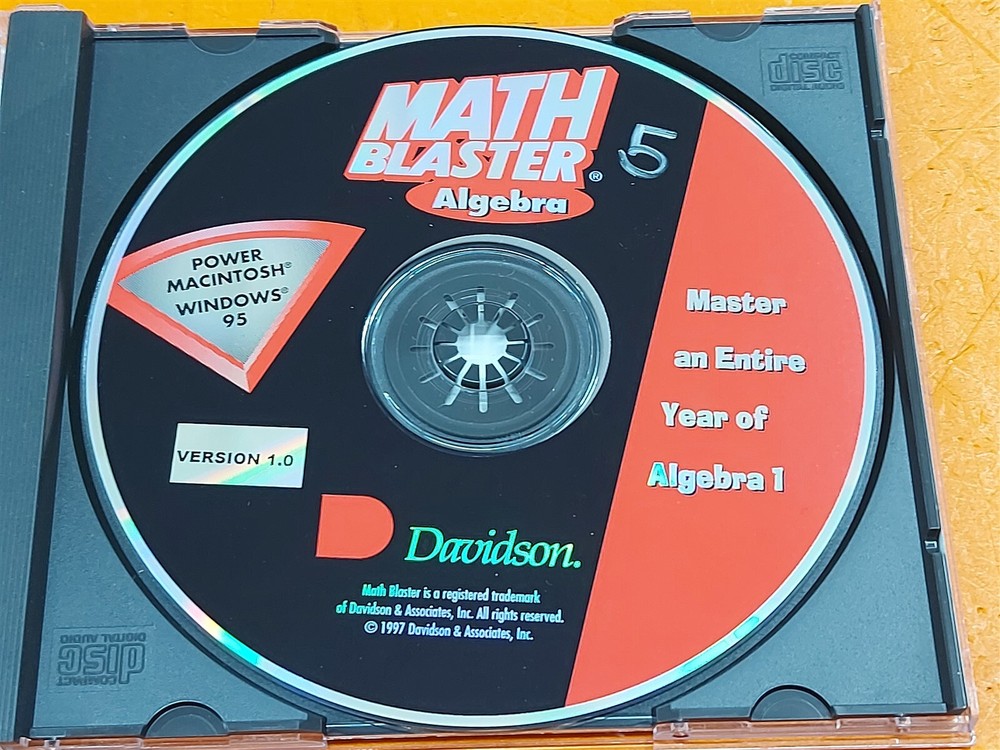 MATH
BLASTER®
Algebra
5
POWER
MACINTOSH®
WINDOWS®
95
VERSION 1.0
Master
an Entire
Year of
Algebra 1
Davidson.
Math Blaster is a registered trademark
of Davidson & Associates, Inc. All rights reserved.
© 1997 Davidson & Associates, Inc.
COMPACT
disc
DIGITAL AUDIO
COMPACT
disc
DIGITAL AUDIO